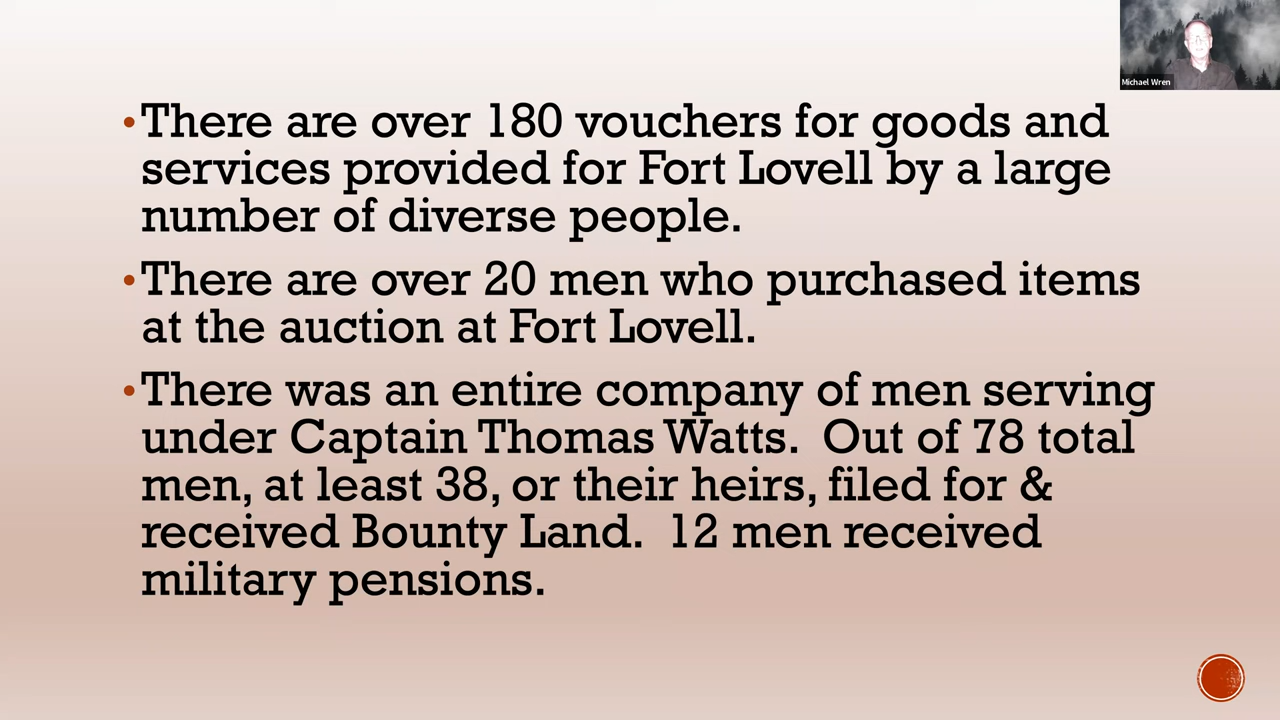 Michael Wren
•There are over 180 vouchers for goods and
services provided for Fort Lovell by a large
number of diverse people.
•There are over 20 men who purchased items
at the auction at Fort Lovell.
•There was an entire company of men serving
under Captain Thomas Watts.  Out of 78 total
men, at least 38, or their heirs, filed for &
received Bounty Land.  12 men received
military pensions.